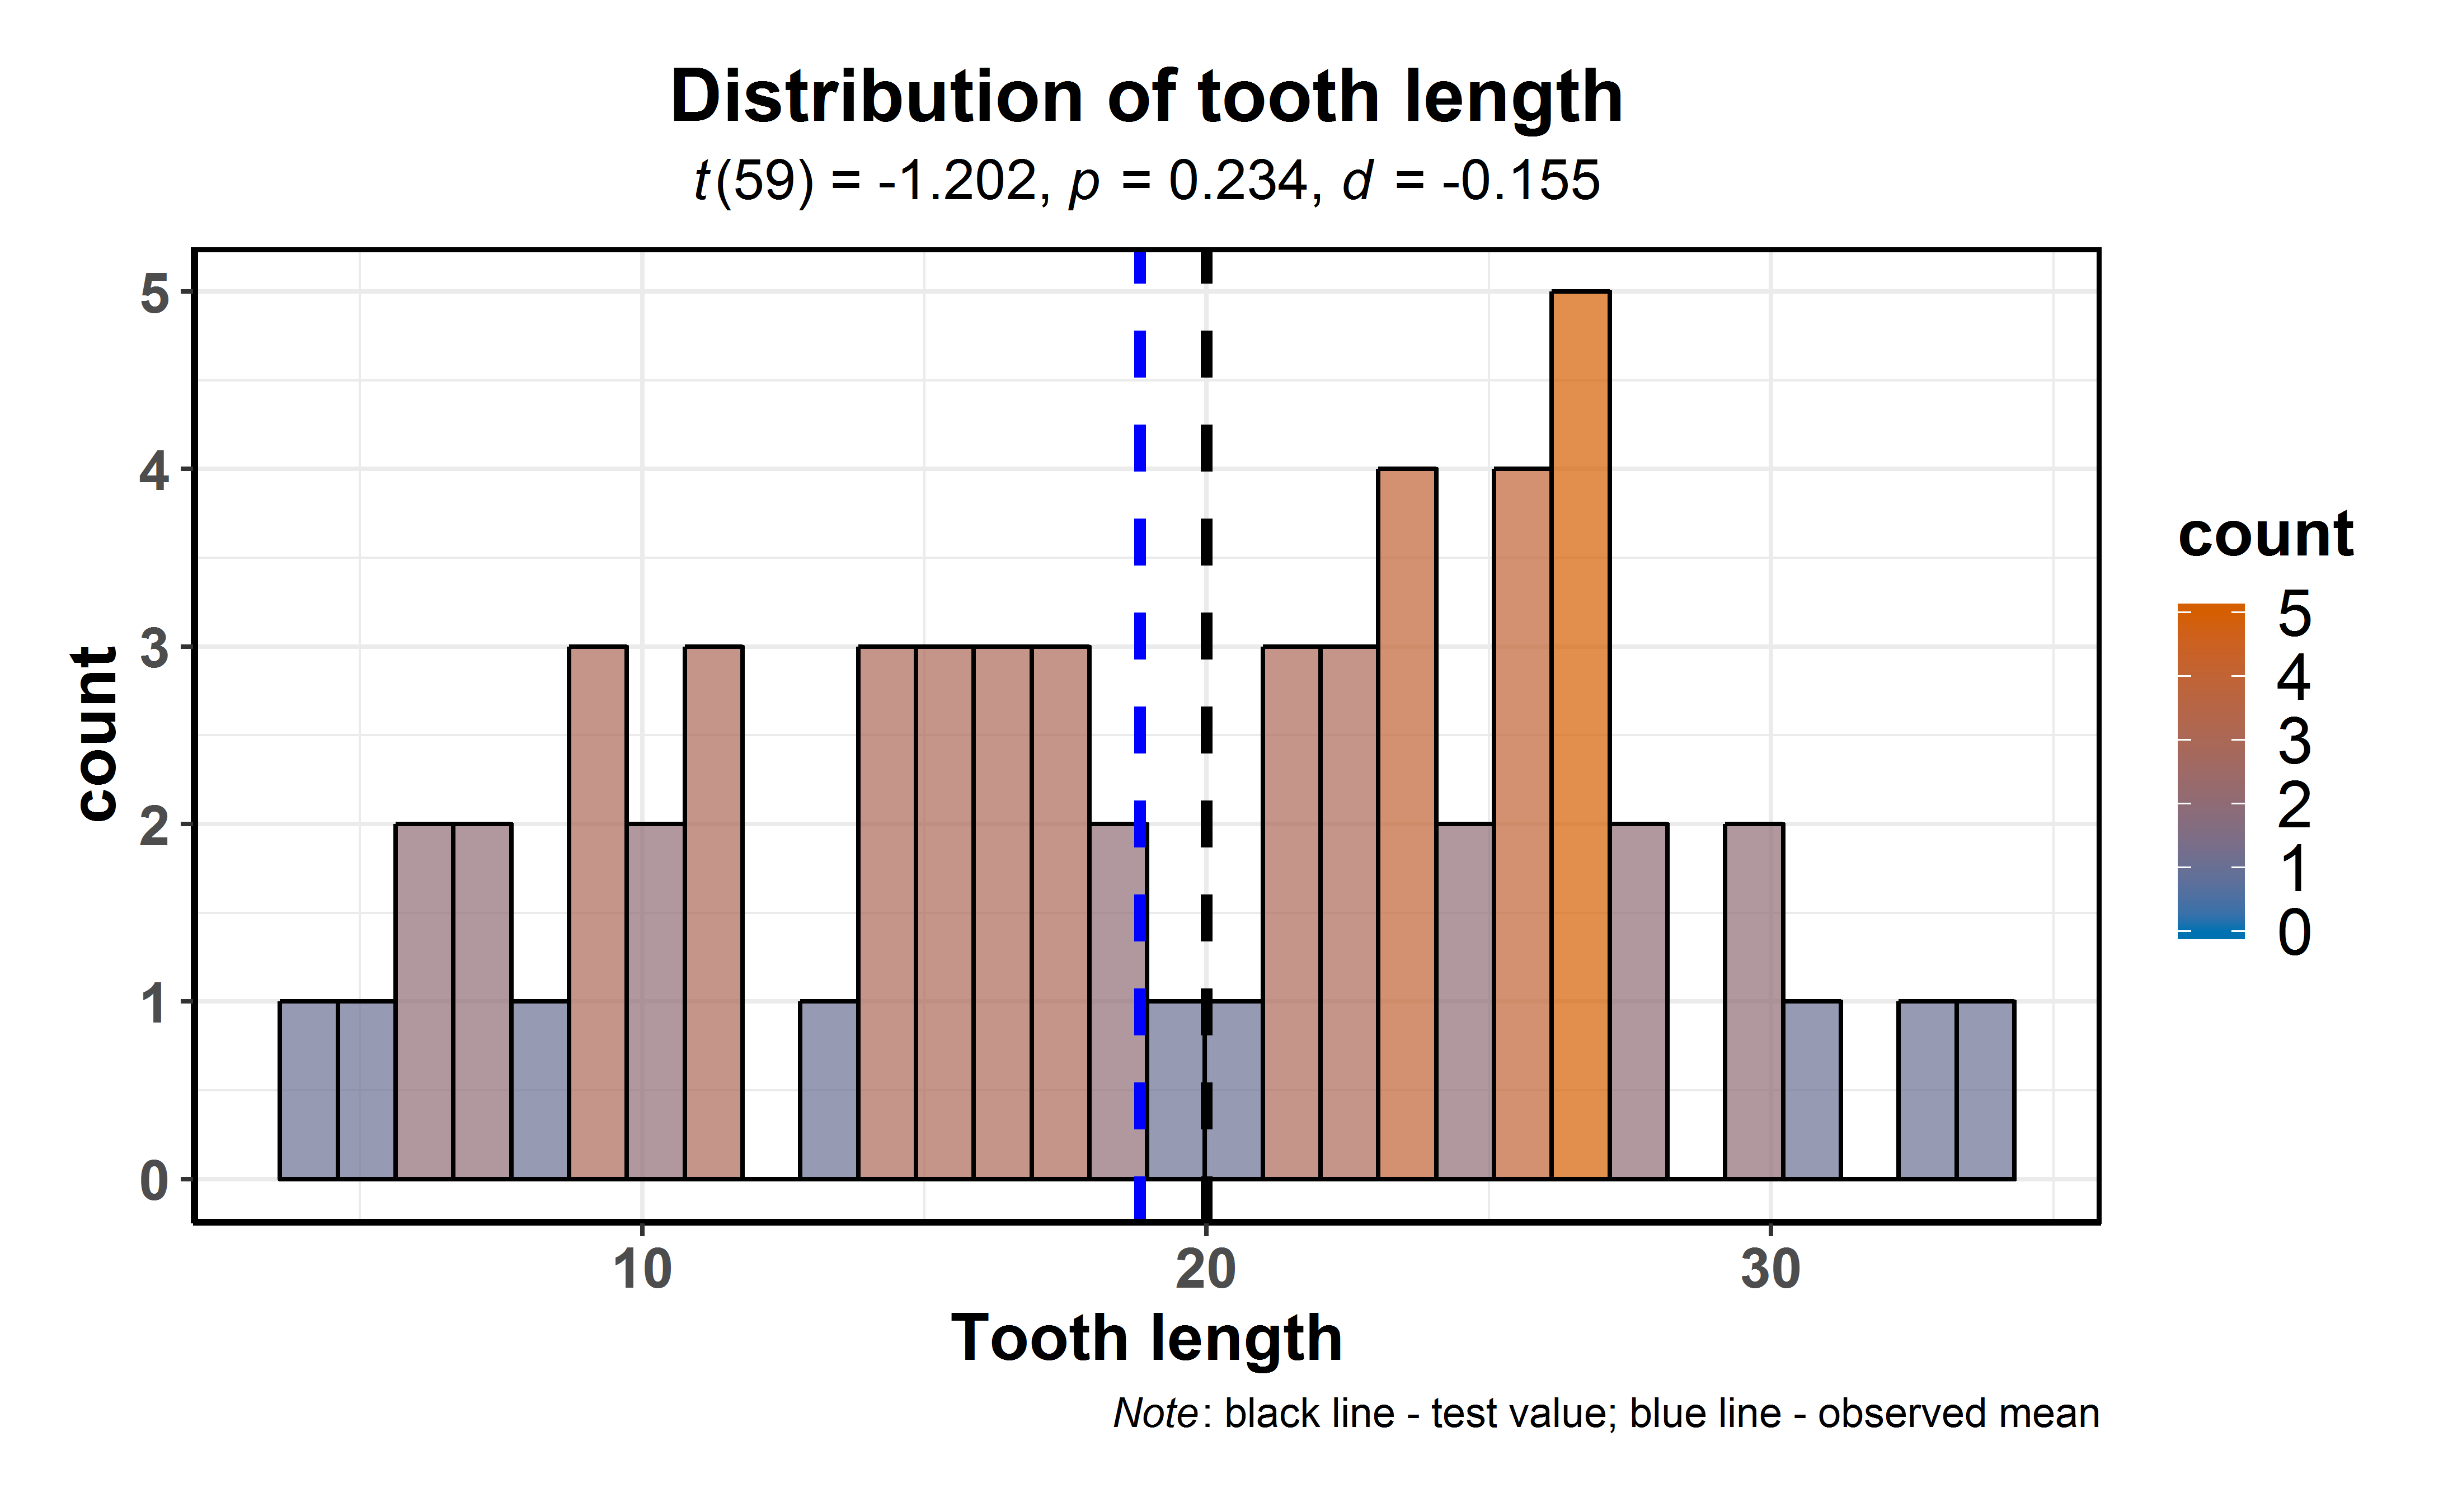 Distribution of tooth length
t(59) = -1.202, p = 0.234, d = -0.155
count
5
4
3
2
1
0
10 20 30
Tooth length
count
5
4
3
2
1
0
Note: black line - test value; blue line - observed mean